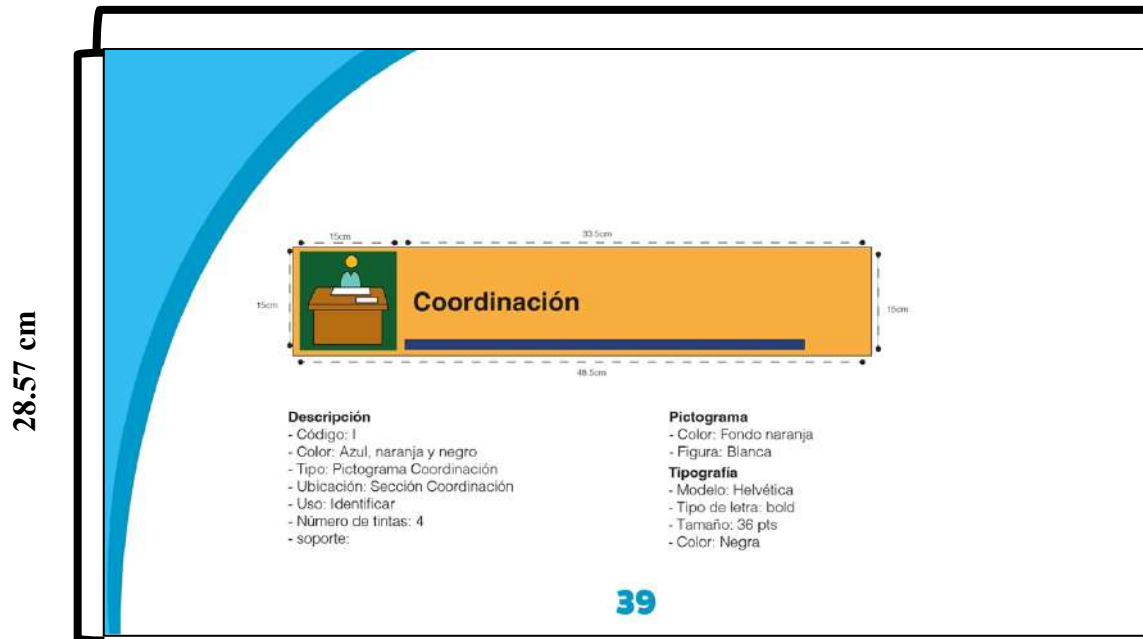 28.57 cm
15cm
33.5cm
15cm
Coordinación
15cm
48.5cm
Descripción
- Código: I
- Color: Azul, naranja y negro
- Tipo: Pictograma Coordinación
- Ubicación: Sección Coordinación
- Uso: Identificar
- Número de tintas: 4
- soporte:
Pictograma
- Color: Fondo naranja
- Figura: Blanca
Tipografía
- Modelo: Helvética
- Tipo de letra: bold
- Tamaño: 36 pts
- Color: Negra
39